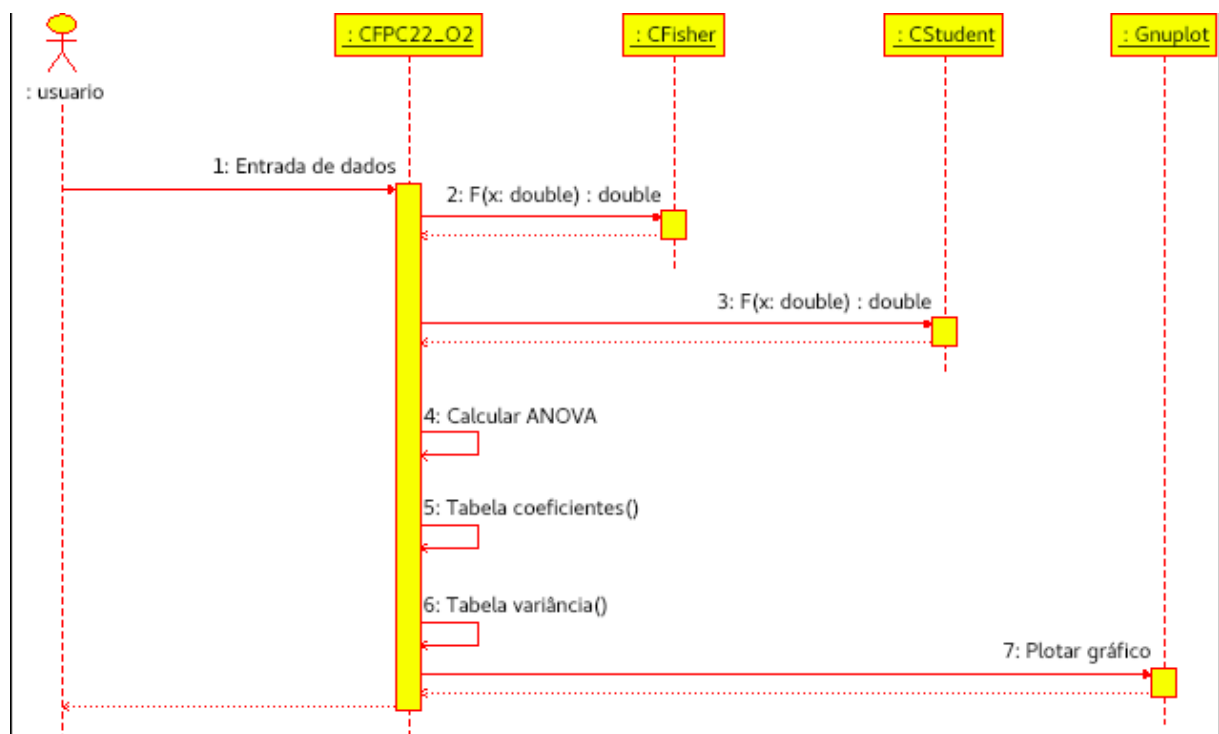 : CFPC22_O2
: CFisher
: CStudent
: Gnuplot
: usuario
1: Entrada de dados
2: F(x: double) : double
3: F(x: double) : double
4: Calcular ANOVA
5: Tabela coeficientes()
6: Tabela variância()
7: Plotar gráfico